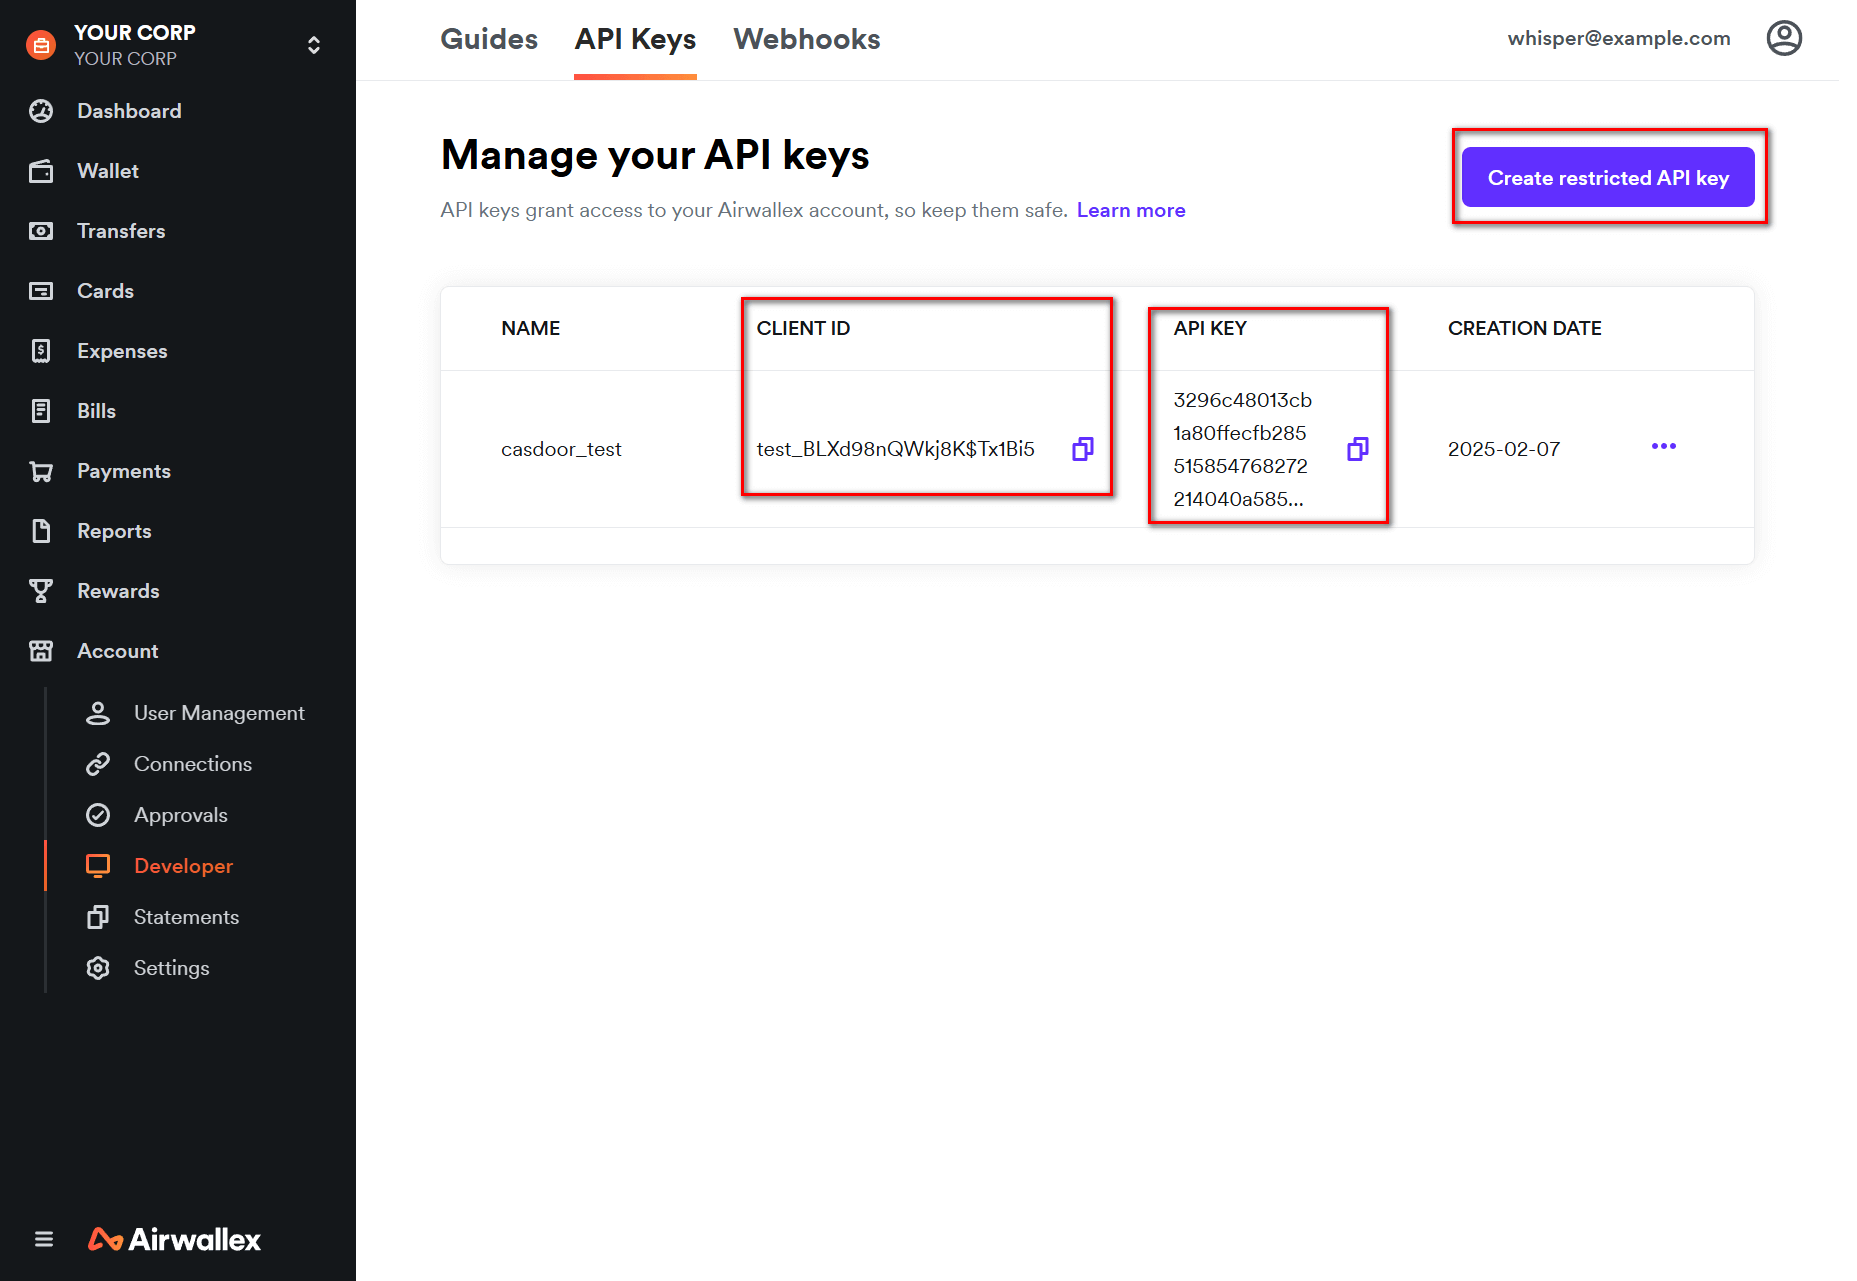 YOUR CORP
YOUR CORP
Dashboard
Wallet
Transfers
Cards
Expenses
Bills
Payments
Reports
Rewards
Account
User Management
Connections
Approvals
Developer
Statements
Settings
Airwallex
Guides API Keys Webhooks
whisper@example.com
Manage your API keys
API keys grant access to your Airwallex account, so keep them safe. Learn more
Create restricted API key
NAME CLIENT ID API KEY CREATION DATE
casdoor_test test_BLXd98nQWkj8K$Tx1Bi5
3296c48013cb
1a80ffecfb285
515854768272
214040a585...
2025-02-07